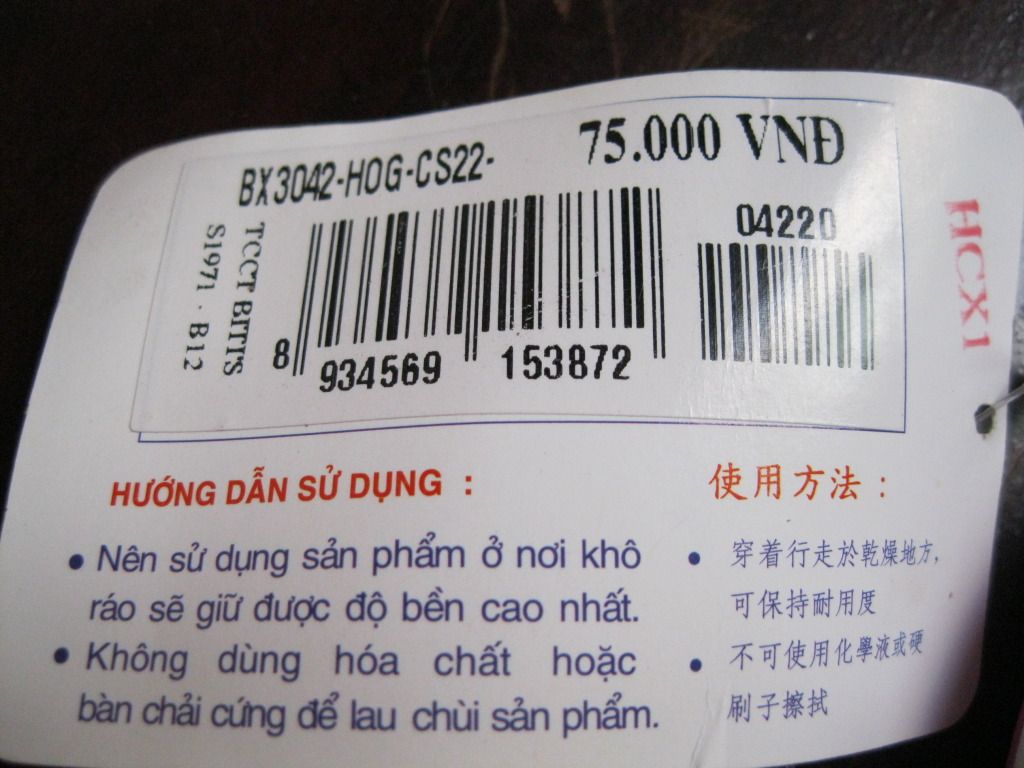 BX3042-HOG-CS22-
75.000 VNĐ
TCCT BITI'S
S1971 . B12
04220
8 934569 153872
HCX1
HƯỚNG DẪN SỬ DỤNG :
• Nên sử dụng sản phẩm ở nơi khô
ráo sẽ giữ được độ bền cao nhất.
• Không dùng hóa chất hoặc
bàn chải cứng để lau chùi sản phẩm.
使用方法 :
• 穿着行走於乾燥地方,
可保持耐用度
• 不可使用化學液或硬
刷子擦拭